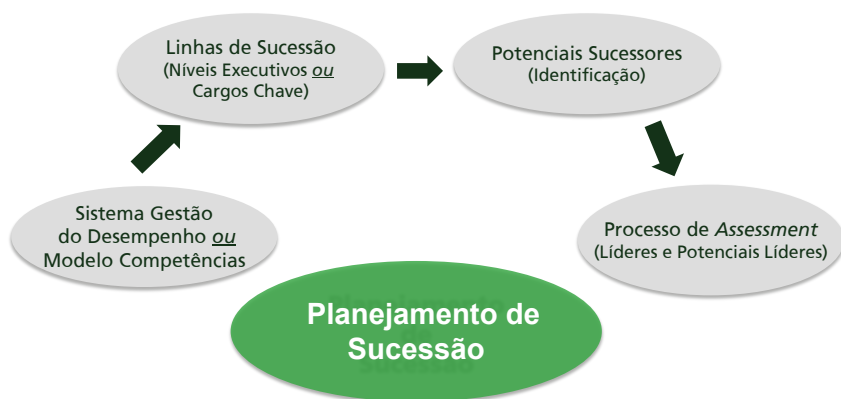 Linhas de Sucessão
(Níveis Executivos ou
Cargos Chave)
Potenciais Sucessores
(Identificação)
Sistema Gestão
do Desempenho ou
Modelo Competências
Processo de Assessment
(Líderes e Potenciais Líderes)
Planejamento de
Sucessão